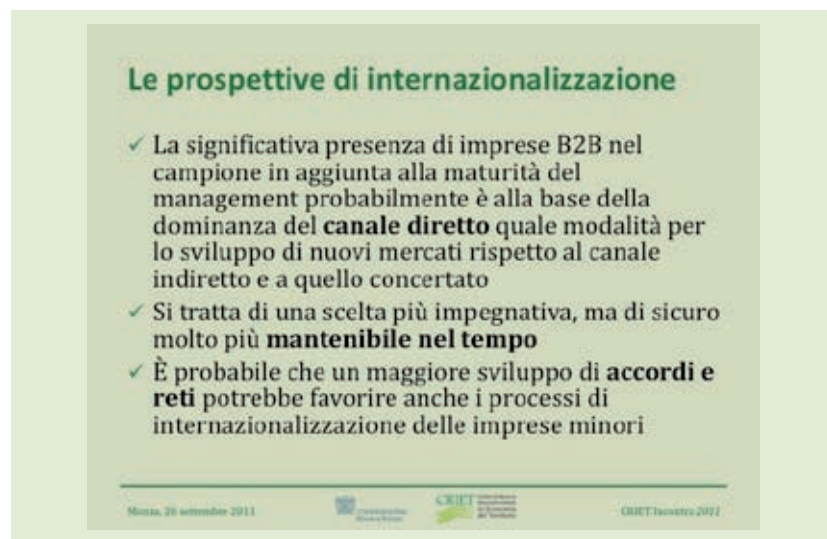 Le prospettive di internazionalizzazione
✓ La significativa presenza di imprese B2B nel
campione in aggiunta alla maturità del
management probabilmente è alla base della
dominanza del canale diretto quale modalità per
lo sviluppo di nuovi mercati rispetto al canale
indiretto e a quello concertato
✓ Si tratta di una scelta più impegnativa, ma di sicuro
molto più mantenibile nel tempo
✓ È probabile che un maggiore sviluppo di accordi e
reti potrebbe favorire anche i processi di
internazionalizzazione delle imprese minori
Monza, 26 settembre 2011
CRIET
CRIET Incontra 2011